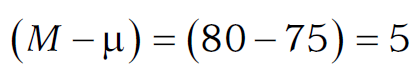 (M − μ) = (80 − 75) = 5